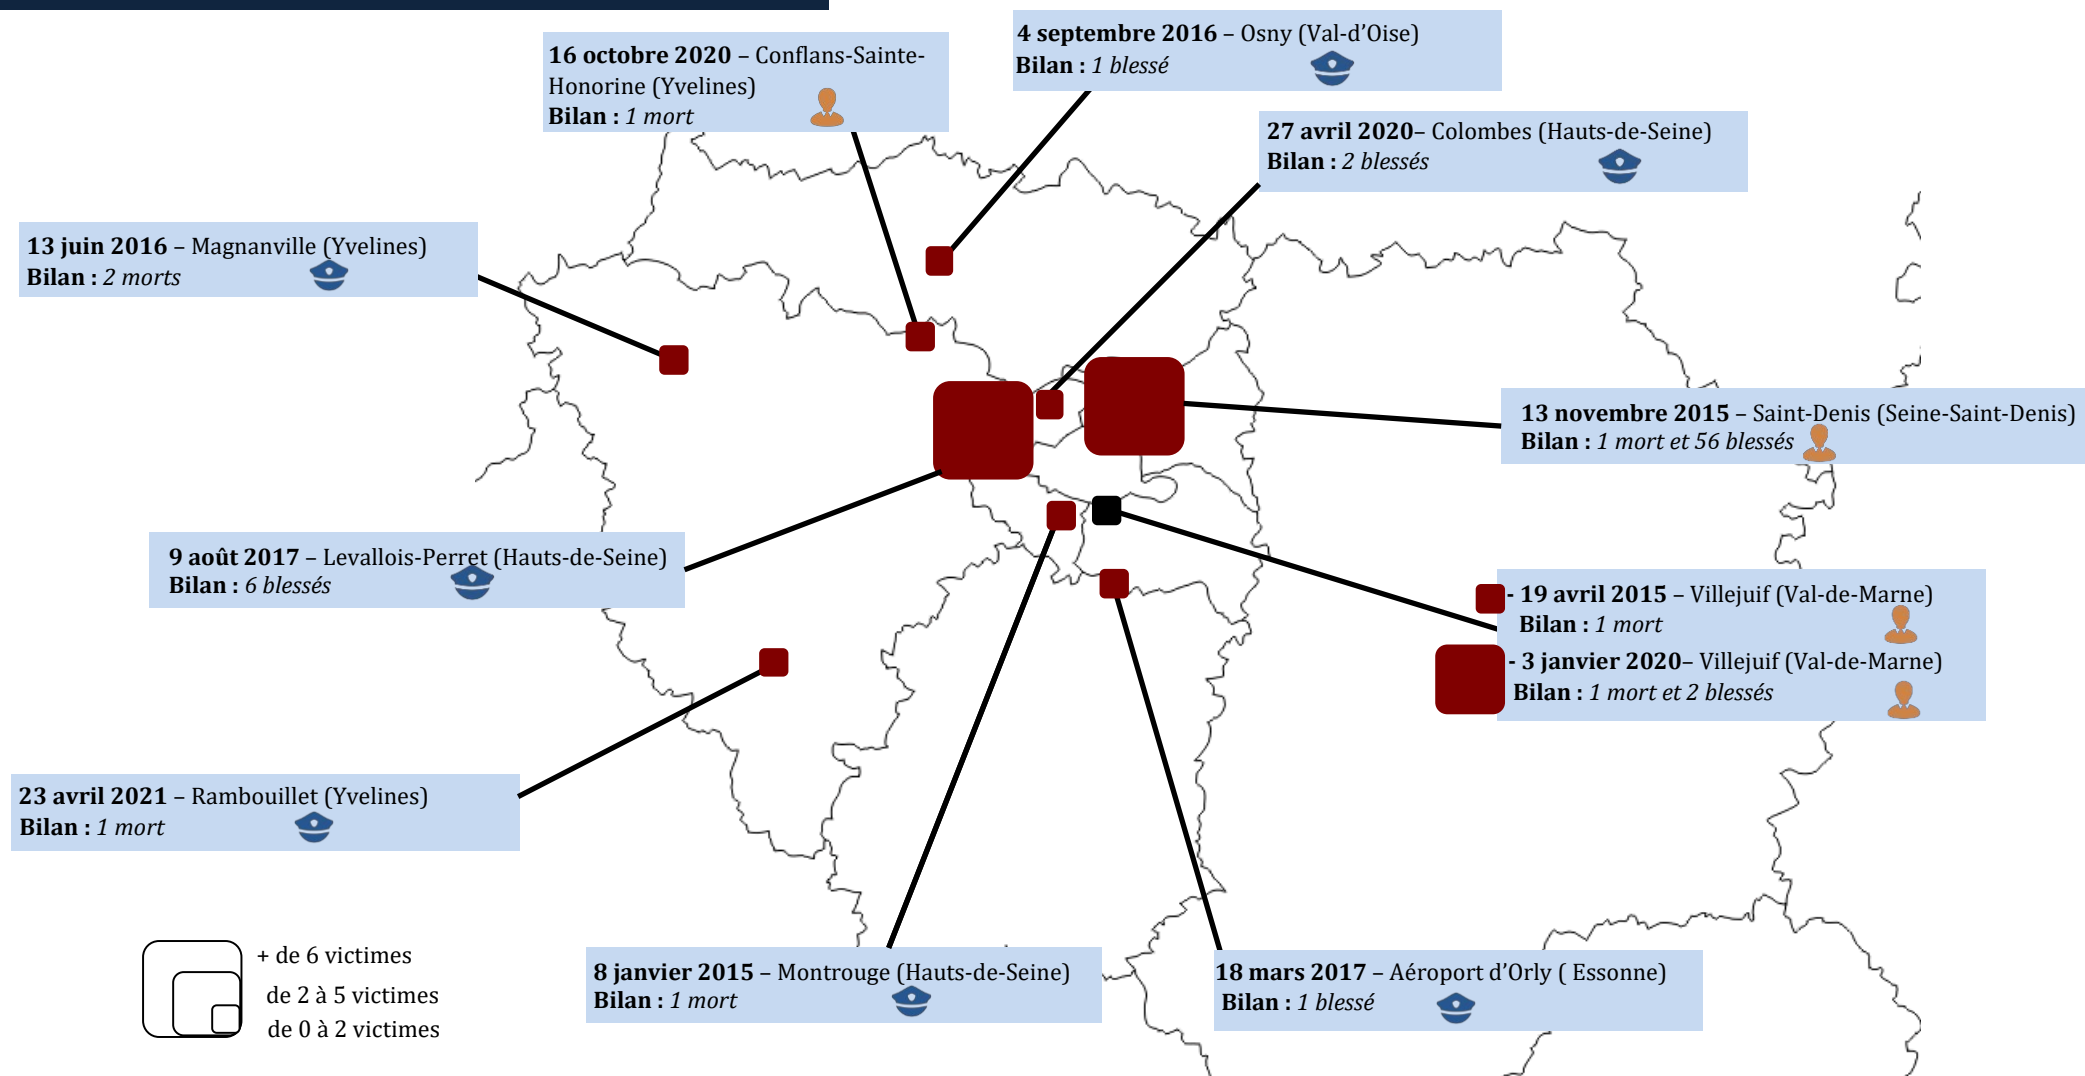 16 octobre 2020 – Conflans-Sainte-
Honorine (Yvelines)
Bilan : 1 mort
4 septembre 2016 – Osny (Val-d’Oise)
Bilan : 1 blessé
27 avril 2020– Colombes (Hauts-de-Seine)
Bilan : 2 blessés
13 juin 2016 – Magnanville (Yvelines)
Bilan : 2 morts
13 novembre 2015 – Saint-Denis (Seine-Saint-Denis)
Bilan : 1 mort et 56 blessés
9 août 2017 – Levallois-Perret (Hauts-de-Seine)
Bilan : 6 blessés
- 19 avril 2015 – Villejuif (Val-de-Marne)
Bilan : 1 mort
- 3 janvier 2020– Villejuif (Val-de-Marne)
Bilan : 1 mort et 2 blessés
23 avril 2021 – Rambouillet (Yvelines)
Bilan : 1 mort
8 janvier 2015 – Montrouge (Hauts-de-Seine)
Bilan : 1 mort
18 mars 2017 – Aéroport d’Orly ( Essonne)
Bilan : 1 blessé
+ de 6 victimes
de 2 à 5 victimes
de 0 à 2 victimes